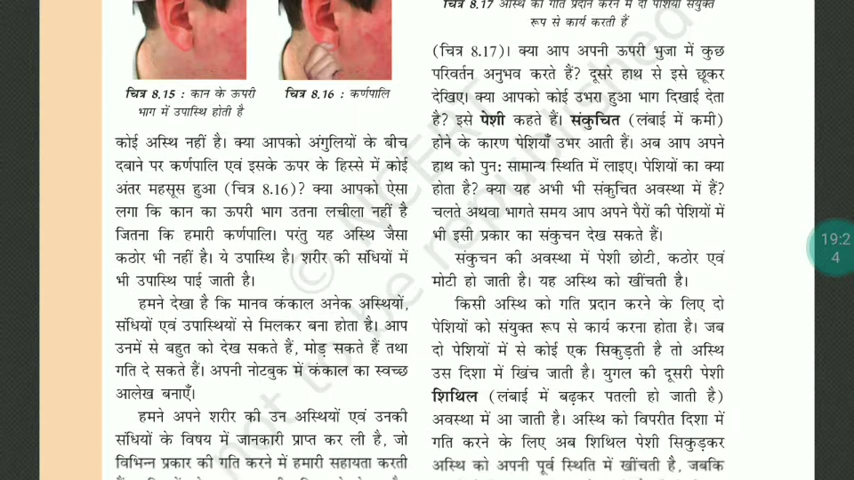 चित्र 8.15 : कान के ऊपरी
भाग में उपास्थि होती है
चित्र 8.16 : कर्णपालि
कोई अस्थि नहीं है। क्या आपको अंगुलियों के बीच
दबाने पर कर्णपालि एवं इसके ऊपर के हिस्से में कोई
अंतर महसूस हुआ (चित्र 8.16)? क्या आपको ऐसा
लगा कि कान का ऊपरी भाग उतना लचीला नहीं है
जितना कि हमारी कर्णपालि। परंतु यह अस्थि जैसा
कठोर भी नहीं है। ये उपास्थि है। शरीर की संधियों में
भी उपास्थि पाई जाती है।
हमने देखा है कि मानव कंकाल अनेक अस्थियों,
संधियों एवं उपास्थियों से मिलकर बना होता है। आप
उनमें से बहुत को देख सकते हैं, मोड़ सकते हैं तथा
गति दे सकते हैं। अपनी नोटबुक में कंकाल का स्वच्छ
आलेख बनाएँ।
हमने अपने शरीर की उन अस्थियों एवं उनकी
संधियों के विषय में जानकारी प्राप्त कर ली है, जो
विभिन्न प्रकार की गति करने में हमारी सहायता करती
चित्र 8.17 अस्थि को गति प्रदान करने में दो पेशियाँ संयुक्त
रूप से कार्य करती हैं
(चित्र 8.17)। क्या आप अपनी ऊपरी भुजा में कुछ
परिवर्तन अनुभव करते हैं? दूसरे हाथ से इसे छूकर
देखिए। क्या आपको कोई उभरा हुआ भाग दिखाई देता
है? इसे पेशी कहते हैं। संकुचित (लंबाई में कमी)
होने के कारण पेशियाँ उभर आती हैं। अब आप अपने
हाथ को पुन: सामान्य स्थिति में लाइए। पेशियों का क्या
होता है? क्या यह अभी भी संकुचित अवस्था में हैं?
चलते अथवा भागते समय आप अपने पैरों की पेशियों में
भी इसी प्रकार का संकुचन देख सकते हैं।
संकुचन की अवस्था में पेशी छोटी, कठोर एवं
मोटी हो जाती है। यह अस्थि को खींचती है।
किसी अस्थि को गति प्रदान करने के लिए दो
पेशियों को संयुक्त रूप से कार्य करना होता है। जब
दो पेशियों में से कोई एक सिकुड़ती है तो अस्थि
उस दिशा में खिंच जाती है। युगल की दूसरी पेशी
शिथिल (लंबाई में बढ़कर पतली हो जाती है)
अवस्था में आ जाती है। अस्थि को विपरीत दिशा में
गति करने के लिए अब शिथिल पेशी सिकुड़कर
अस्थि को अपनी पूर्व स्थिति में खींचती है, जबकि
© NCERT
not to be republished
19:2
4